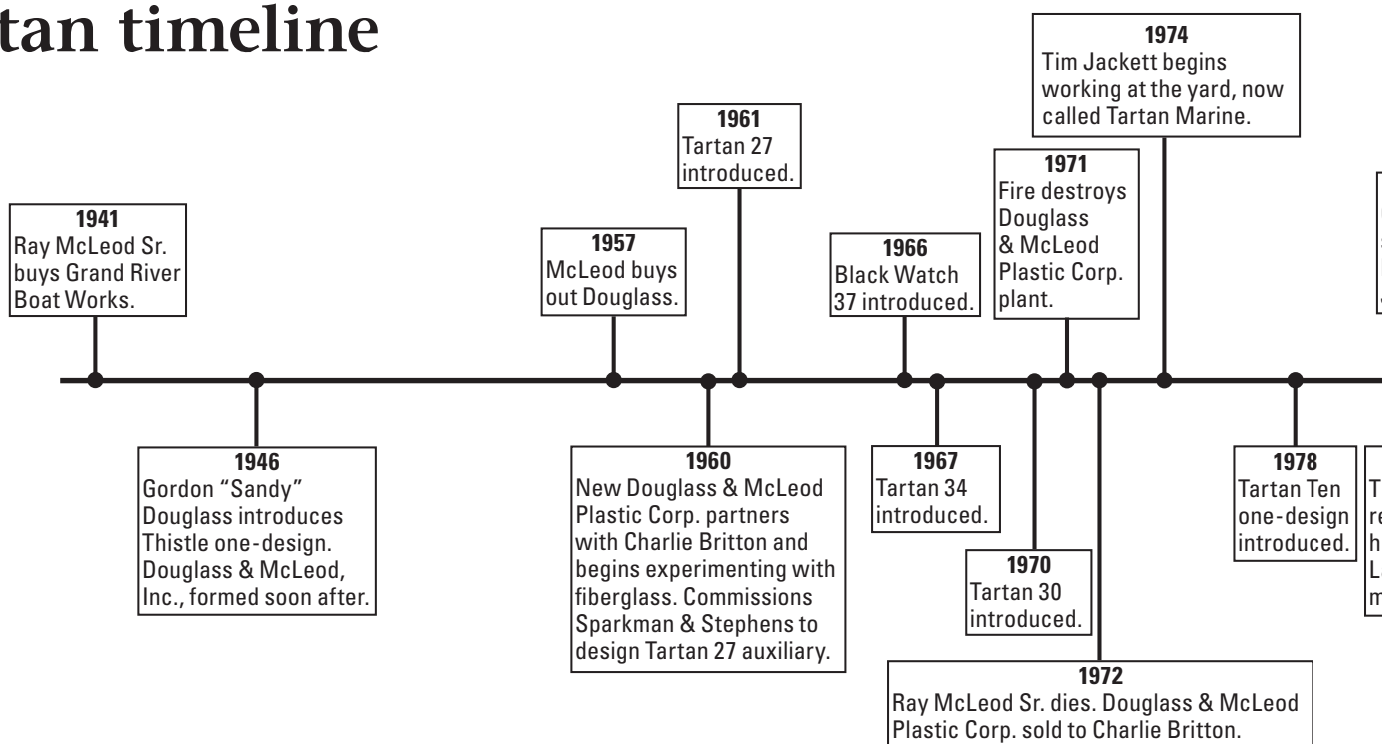 tan timeline
1941
Ray McLeod Sr.
buys Grand River
Boat Works.
1946
Gordon “Sandy”
Douglass introduces
Thistle one-design.
Douglass & McLeod,
Inc., formed soon after.
1957
McLeod buys
out Douglass.
1960
New Douglass & McLeod
Plastic Corp. partners
with Charlie Britton and
begins experimenting with
fiberglass. Commissions
Sparkman & Stephens to
design Tartan 27 auxiliary.
1961
Tartan 27
introduced.
1966
Black Watch
37 introduced.
1967
Tartan 34
introduced.
1970
Tartan 30
introduced.
1971
Fire destroys
Douglass
& McLeod
Plastic Corp.
plant.
1972
Ray McLeod Sr. dies. Douglass & McLeod
Plastic Corp. sold to Charlie Britton.
1974
Tim Jackett begins
working at the yard, now
called Tartan Marine.
1978
Tartan Ten
one-design
introduced.